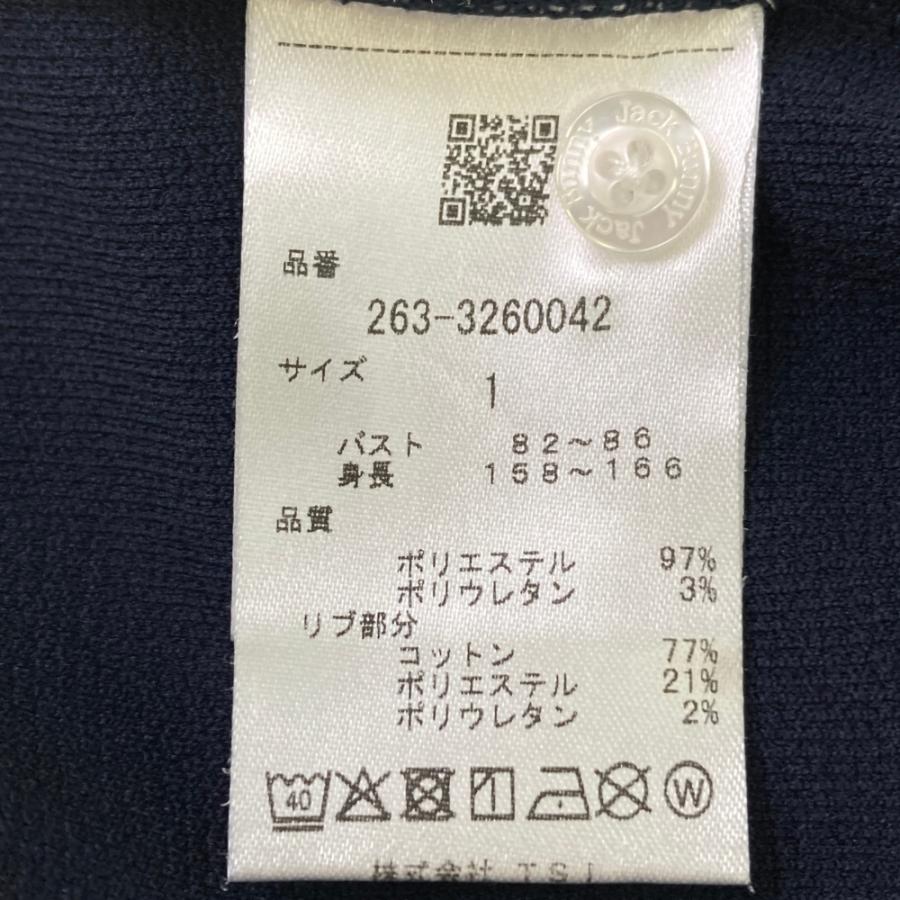 Jack Bunny Jack Bunny
品番
263-3260042
サイズ
1
バスト 82～86
身長 158～166
品質
ポリエステル 97%
ポリウレタン 3%
リブ部分
コットン 77%
ポリエステル 21%
ポリウレタン 2%
40
W
株式会社 TSI